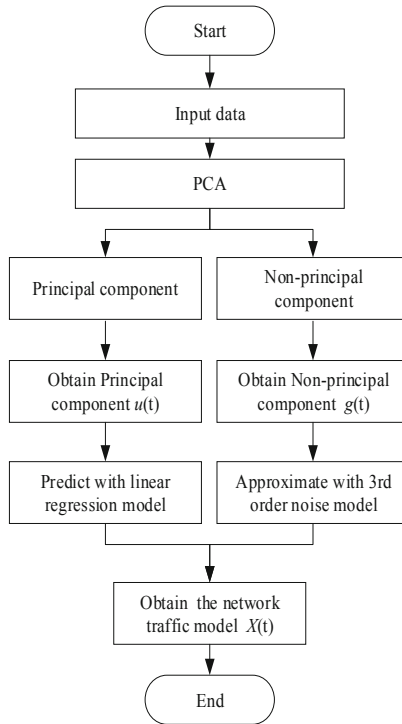 Start
Input data
PCA
Principal component
Non-principal
component
Obtain Principal
component u(t)
Obtain Non-principal
component g(t)
Predict with linear
regression model
Approximate with 3rd
order noise model
Obtain the network
traffic model X(t)
End